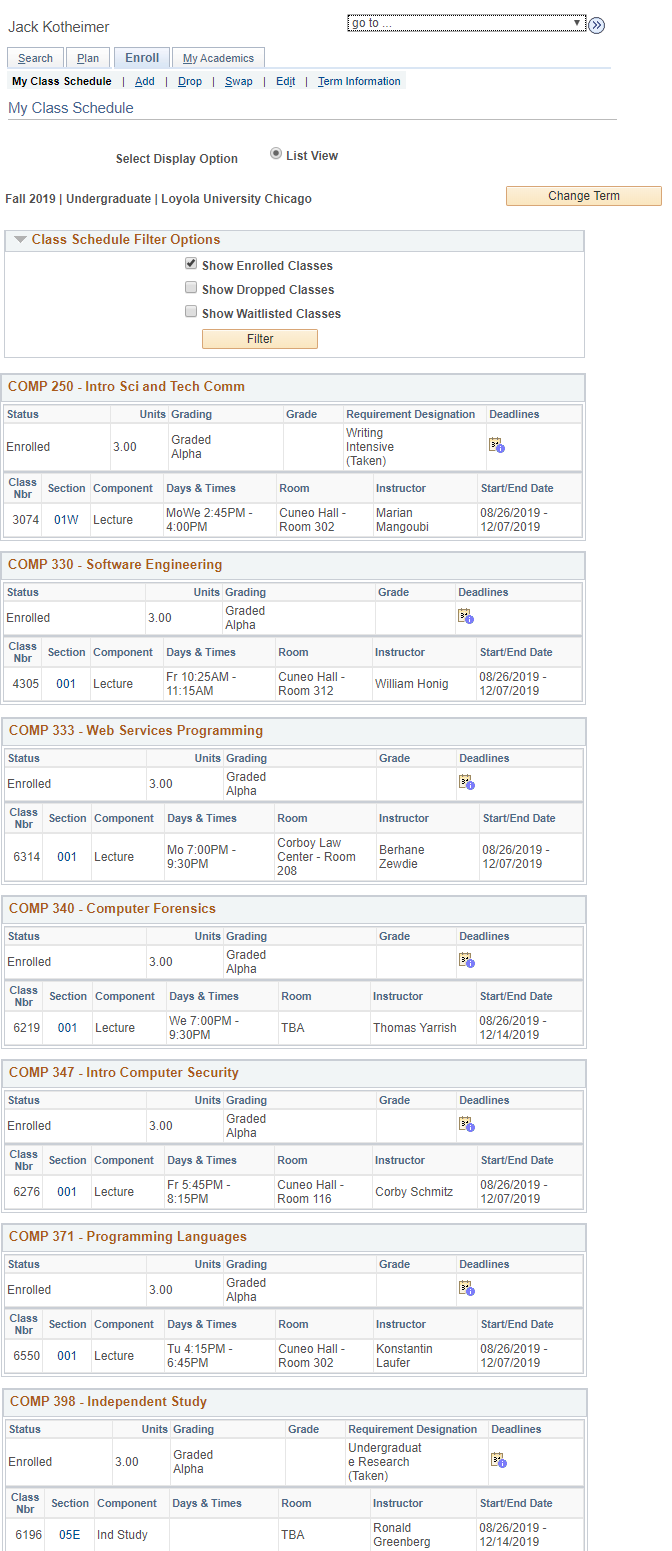 Jack Kotheimer
go to ...
Search Plan Enroll My Academics
My Class Schedule | Add | Drop | Swap | Edit | Term Information
My Class Schedule
Select Display Option List View
Fall 2019 | Undergraduate | Loyola University Chicago Change Term
Class Schedule Filter Options
Show Enrolled Classes
Show Dropped Classes
Show Waitlisted Classes
Filter
COMP 250 - Intro Sci and Tech Comm
Status Units Grading Grade Requirement Designation Deadlines
Enrolled 3.00 Graded Alpha Writing Intensive (Taken) 31
Class Nbr Section Component Days & Times Room Instructor Start/End Date
3074 01W Lecture MoWe 2:45PM - 4:00PM Cuneo Hall - Room 302 Marian Mangoubi 08/26/2019 - 12/07/2019
COMP 330 - Software Engineering
Status Units Grading Grade Deadlines
Enrolled 3.00 Graded Alpha 31
Class Nbr Section Component Days & Times Room Instructor Start/End Date
4305 001 Lecture Fr 10:25AM - 11:15AM Cuneo Hall - Room 312 William Honig 08/26/2019 - 12/07/2019
COMP 333 - Web Services Programming
Status Units Grading Grade Deadlines
Enrolled 3.00 Graded Alpha 31
Class Nbr Section Component Days & Times Room Instructor Start/End Date
6314 001 Lecture Mo 7:00PM - 9:30PM Corboy Law Center - Room 208 Berhane Zewdie 08/26/2019 - 12/07/2019
COMP 340 - Computer Forensics
Status Units Grading Grade Deadlines
Enrolled 3.00 Graded Alpha 31
Class Nbr Section Component Days & Times Room Instructor Start/End Date
6219 001 Lecture We 7:00PM - 9:30PM TBA Thomas Yarrish 08/26/2019 - 12/14/2019
COMP 347 - Intro Computer Security
Status Units Grading Grade Deadlines
Enrolled 3.00 Graded Alpha 31
Class Nbr Section Component Days & Times Room Instructor Start/End Date
6276 001 Lecture Fr 5:45PM - 8:15PM Cuneo Hall - Room 116 Corby Schmitz 08/26/2019 - 12/07/2019
COMP 371 - Programming Languages
Status Units Grading Grade Deadlines
Enrolled 3.00 Graded Alpha 31
Class Nbr Section Component Days & Times Room Instructor Start/End Date
6550 001 Lecture Tu 4:15PM - 6:45PM Cuneo Hall - Room 302 Konstantin Laufer 08/26/2019 - 12/07/2019
COMP 398 - Independent Study
Status Units Grading Grade Requirement Designation Deadlines
Enrolled 3.00 Graded Alpha Undergraduat e Research (Taken) 31
Class Nbr Section Component Days & Times Room Instructor Start/End Date
6196 05E Ind Study TBA Ronald Greenberg 08/26/2019 - 12/14/2019